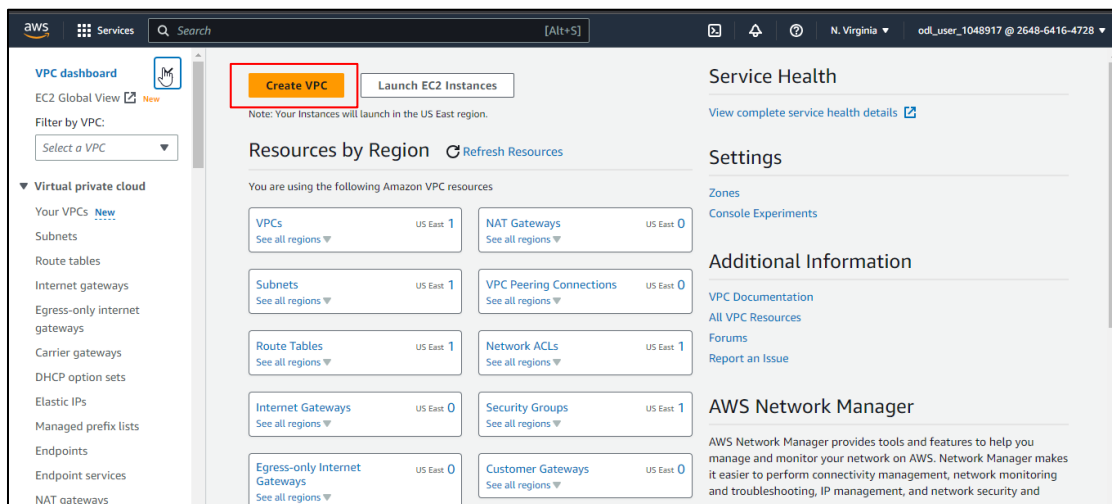 aws
Services
Search
[Alt+S]
N. Virginia ▼
odl_user_1048917 @ 2648-6416-4728 ▼
VPC dashboard
EC2 Global View New
Filter by VPC:
Select a VPC ▼
▼ Virtual private cloud
Your VPCs New
Subnets
Route tables
Internet gateways
Egress-only internet
gateways
Carrier gateways
DHCP option sets
Elastic IPs
Managed prefix lists
Endpoints
Endpoint services
NAT gateways
Create VPC
Launch EC2 Instances
Note: Your Instances will launch in the US East region.
Resources by Region Refresh Resources
You are using the following Amazon VPC resources
VPCs US East 1
See all regions ▼
NAT Gateways US East 0
See all regions ▼
Subnets US East 1
See all regions ▼
VPC Peering Connections US East 0
See all regions ▼
Route Tables US East 1
See all regions ▼
Network ACLs US East 1
See all regions ▼
Internet Gateways US East 0
See all regions ▼
Security Groups US East 1
See all regions ▼
Egress-only Internet US East 0
Gateways
See all regions ▼
Customer Gateways US East 0
See all regions ▼
Service Health
View complete service health details
Settings
Zones
Console Experiments
Additional Information
VPC Documentation
All VPC Resources
Forums
Report an Issue
AWS Network Manager
AWS Network Manager provides tools and features to help you
manage and monitor your network on AWS. Network Manager makes
it easier to perform connectivity management, network monitoring
and troubleshooting, IP management, and network security and